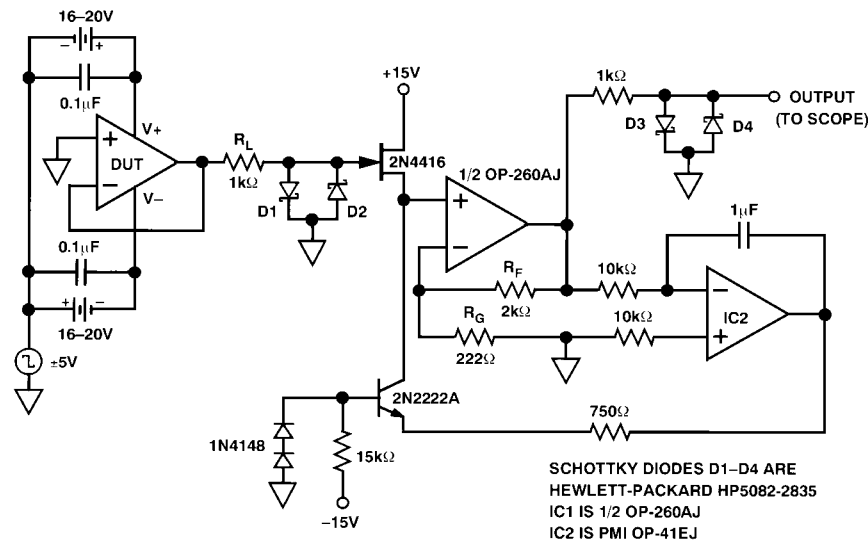 16–20V
– +
0.1µF
V+
+
DUT
–
V–
0.1µF
+ –
16–20V
±5V
RL
1kΩ
D1
D2
+15V
2N4416
1/2 OP-260AJ
+
–
RF
2kΩ
RG
222Ω
1kΩ
D3
D4
OUTPUT
(TO SCOPE)
1µF
10kΩ
–
IC2
+
10kΩ
750Ω
2N2222A
1N4148
15kΩ
–15V
SCHOTTKY DIODES D1–D4 ARE
HEWLETT-PACKARD HP5082-2835
IC1 IS 1/2 OP-260AJ
IC2 IS PMI OP-41EJ